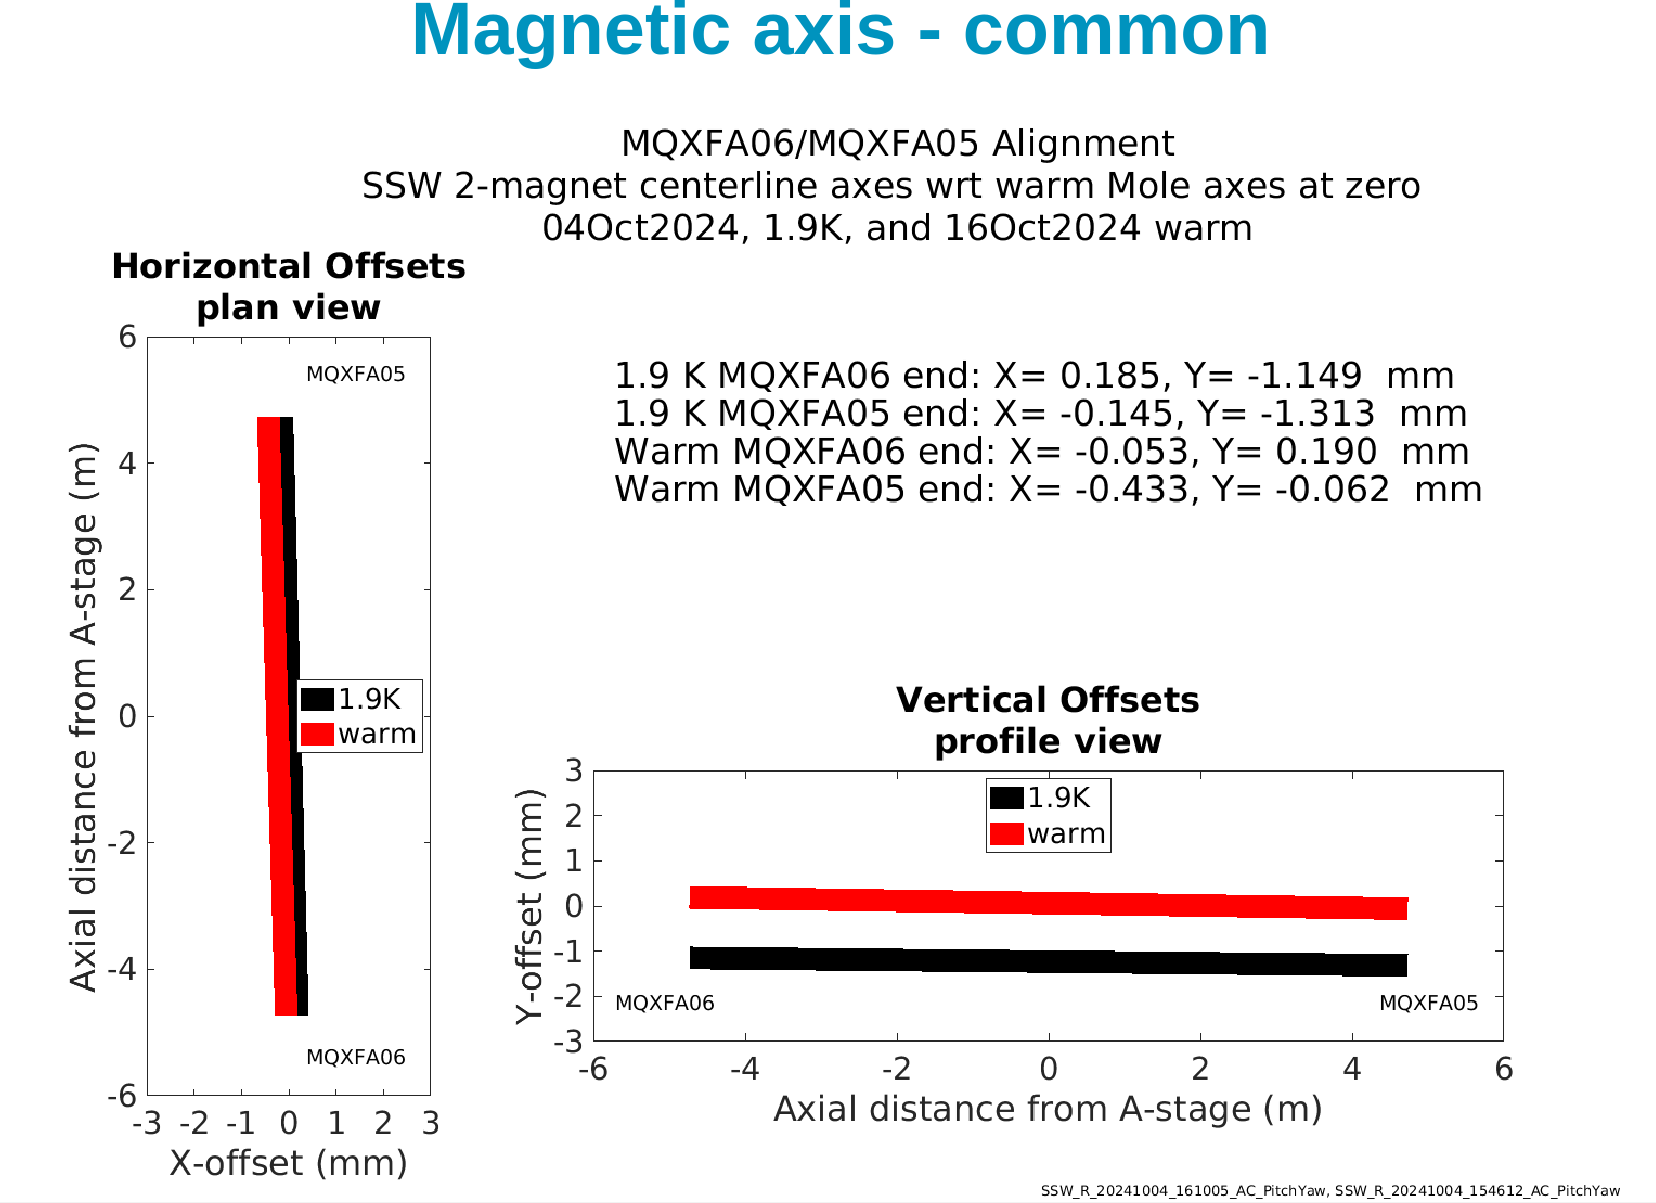 Magnetic axis - common
MQXFA06/MQXFA05 Alignment
SSW 2-magnet centerline axes wrt warm Mole axes at zero
04Oct2024, 1.9K, and 16Oct2024 warm
Horizontal Offsets
plan view
6
4
2
0
-2
-4
-6
Axial distance from A-stage (m)
MQXFA05
1.9K
warm
MQXFA06
-3 -2 -1 0 1 2 3
X-offset (mm)
1.9 K MQXFA06 end: X= 0.185, Y= -1.149 mm
1.9 K MQXFA05 end: X= -0.145, Y= -1.313 mm
Warm MQXFA06 end: X= -0.053, Y= 0.190 mm
Warm MQXFA05 end: X= -0.433, Y= -0.062 mm
Vertical Offsets
profile view
3
2
1
0
-1
-2
-3
Y-offset (mm)
1.9K
warm
MQXFA06 MQXFA05
-6 -4 -2 0 2 4 6
Axial distance from A-stage (m)
SSW_R_20241004_161005_AC_PitchYaw, SSW_R_20241004_154612_AC_PitchYaw